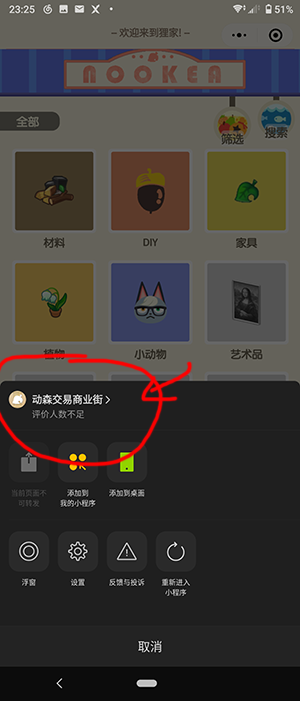 23:25
51%
– 欢迎来到狸家! –
NOOKEA
全部
筛选
搜索
材料
DIY
家具
植物
小动物
艺术品
动森交易商业街
评价人数不足
当前页面不
可转发
添加到
我的小程序
添加到桌面
浮窗
设置
反馈与投诉
重新进入
小程序
取消